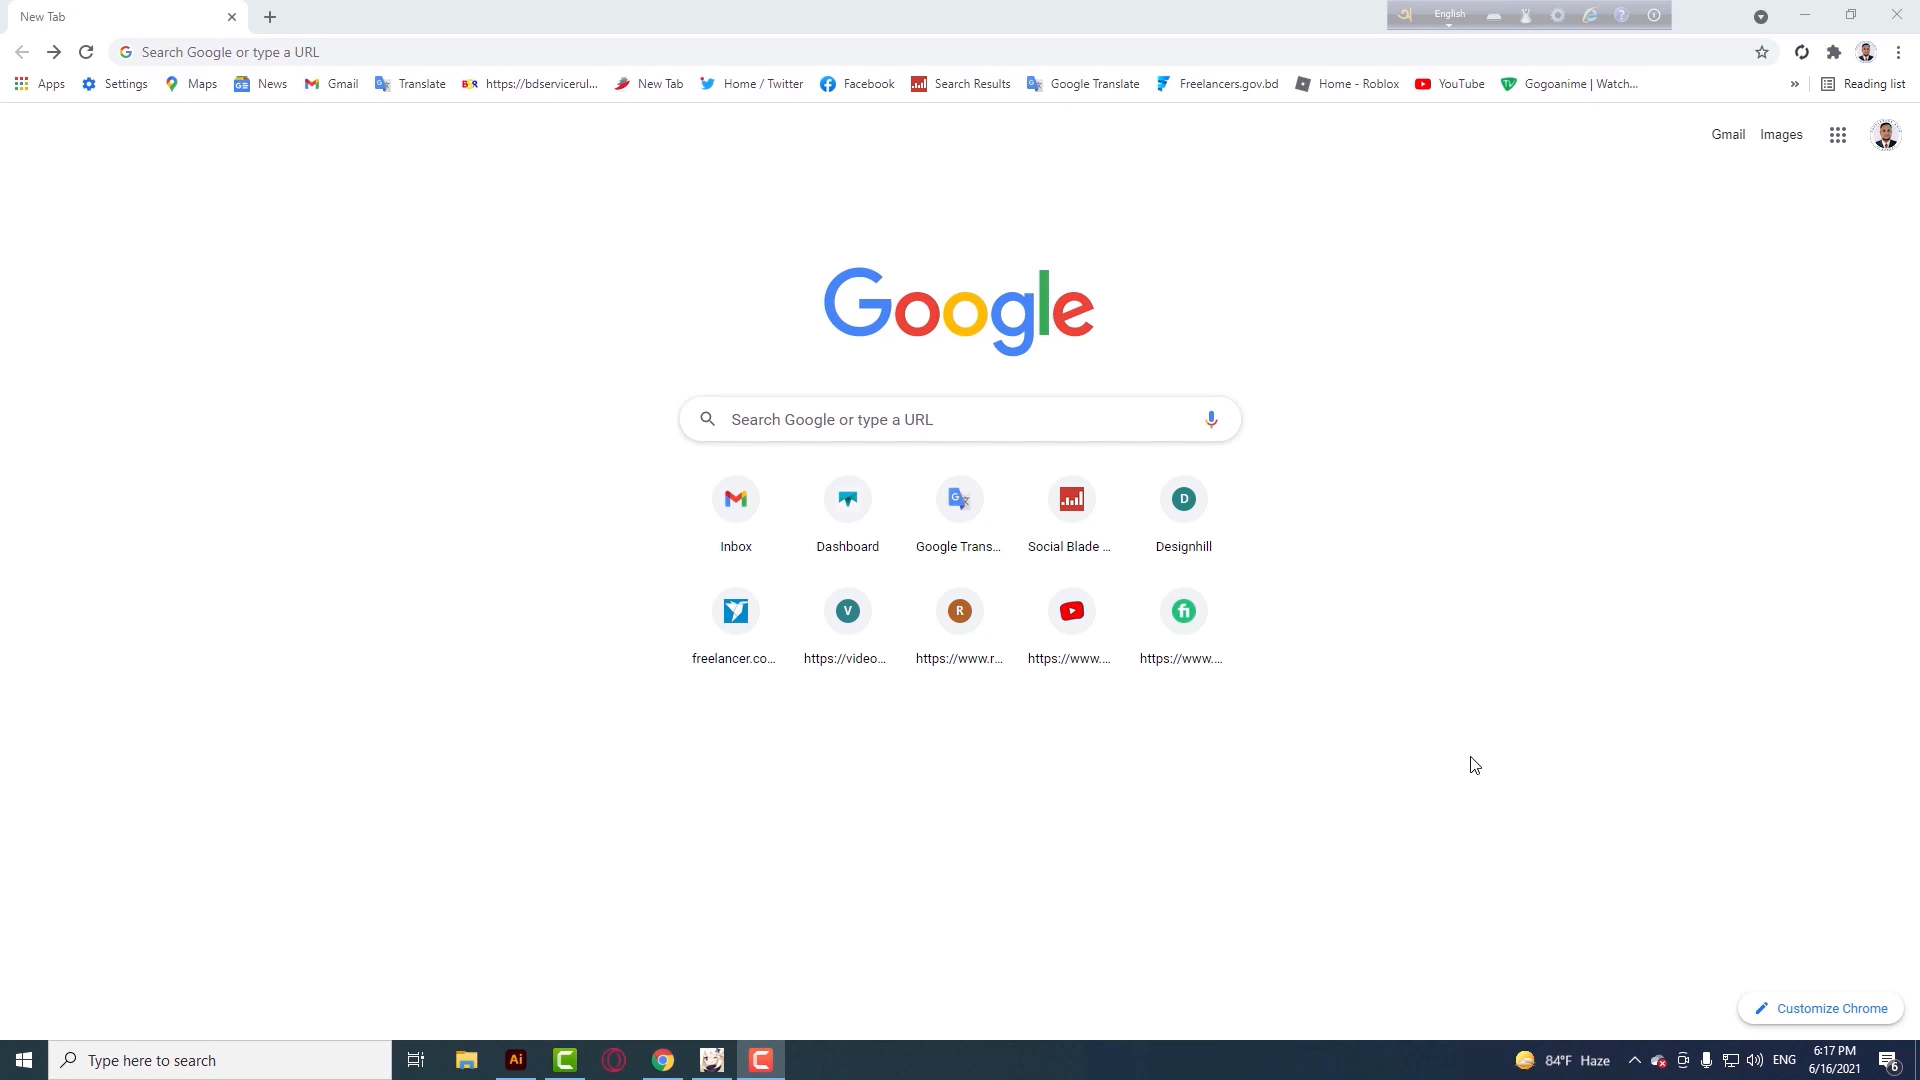 New Tab
অ English
Search Google or type a URL
Apps Settings Maps News Gmail Translate https://bdservicerul... New Tab Home / Twitter Facebook Search Results Google Translate Freelancers.gov.bd Home - Roblox YouTube Gogoanime | Watch... » Reading list
Gmail Images
Google
Search Google or type a URL
Inbox Dashboard Google Trans... Social Blade ... Designhill
D
V R
freelancer.co... https://video... https://www.r... https://www.... https://www....
Customize Chrome
Type here to search
Ai
84°F Haze
ENG
6:17 PM
6/16/2021
6